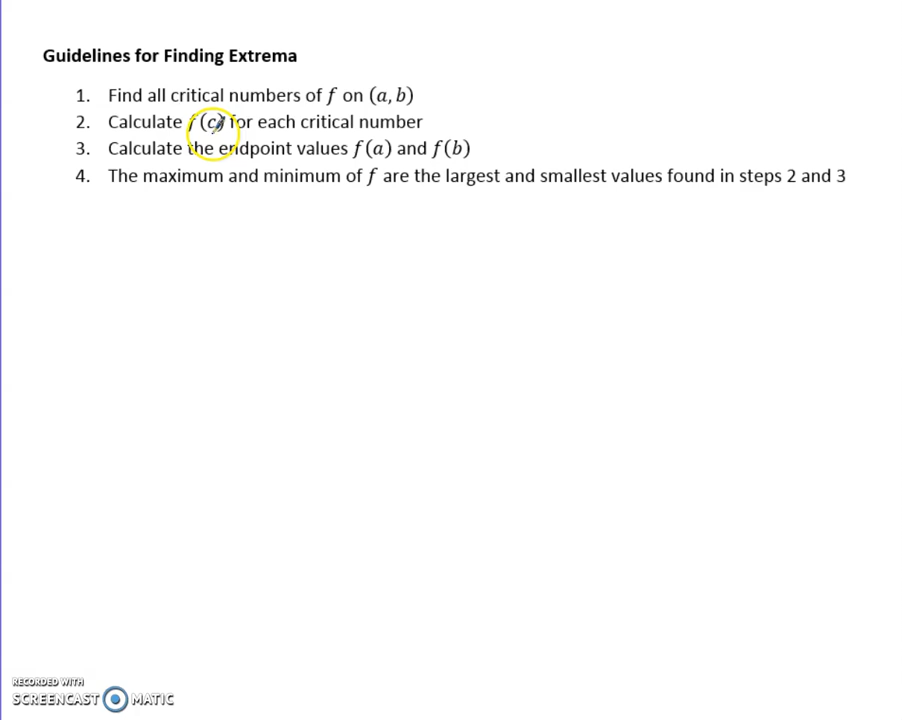 Guidelines for Finding Extrema
1. Find all critical numbers of f on (a, b)
2. Calculate f(c) for each critical number
3. Calculate the endpoint values f(a) and f(b)
4. The maximum and minimum of f are the largest and smallest values found in steps 2 and 3
RECORDED WITH
SCREENCAST MATIC